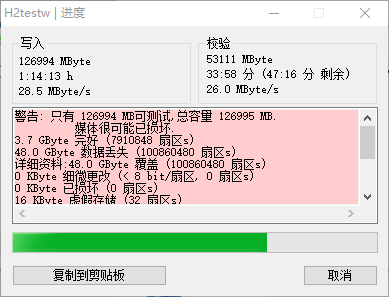 H2testw | 进度
写入
126994 MByte
1:14:13 h
28.5 MByte/s
校验
53111 MByte
33:58 分 (47:16 分 剩余)
26.0 MByte/s
警告: 只有 126994 MB可测试,总容量 126995 MB.
媒体很可能已损坏.
3.7 GByte 完好 (7910848 扇区s)
48.0 GByte 数据丢失 (100860480 扇区s)
详细资料:48.0 GByte 覆盖 (100860480 扇区s)
0 KByte 细微更改 (< 8 bit/扇区, 0 扇区s)
0 KByte 已损坏 (0 扇区s)
16 KByte 虚假存储 (32 扇区s)
复制到剪贴板
取消